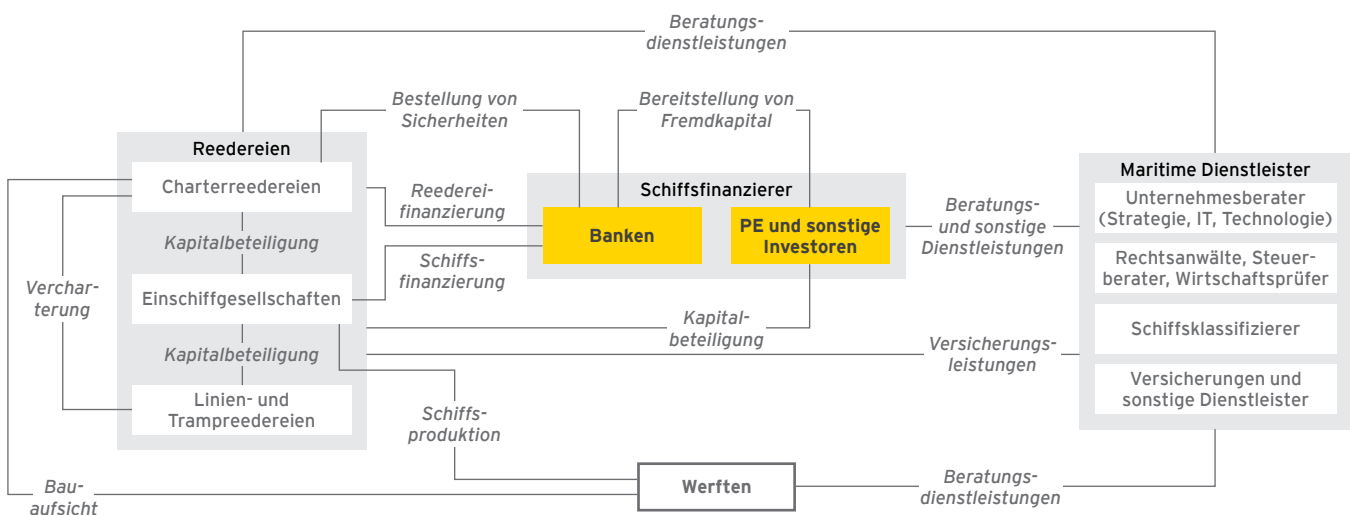 Beratungs-
dienstleistungen
Bestellung von
Sicherheiten
Bereitstellung von
Fremdkapital
Reedereien
Charterreedereien
Kapitalbeteiligung
Einschiffgesellschaften
Kapitalbeteiligung
Linien- und
Trampreedereien
Verchar-
terung
Reederei-
finanzierung
Schiffs-
finanzierung
Schiffsfinanzierer
Banken
PE und sonstige
Investoren
Kapital-
beteiligung
Beratungs-
und sonstige
Dienstleistungen
Versicherungs-
leistungen
Maritime Dienstleister
Unternehmesberater
(Strategie, IT, Technologie)
Rechtsanwälte, Steuer-
berater, Wirtschaftsprüfer
Schiffsklassifizierer
Versicherungen und
sonstige Dienstleister
Schiffs-
produktion
Bau-
aufsicht
Werften
Beratungs-
dienstleistungen